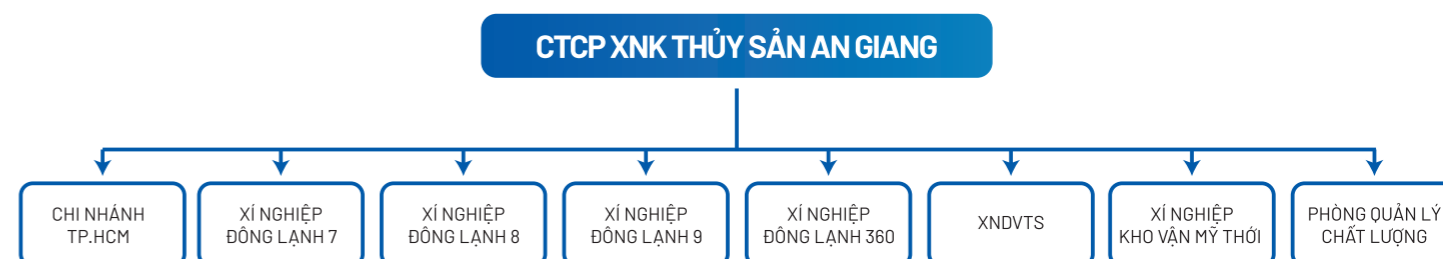 CTCP XNK THỦY SẢN AN GIANG
CHI NHÁNH
TP.HCM
XÍ NGHIỆP
ĐÔNG LẠNH 7
XÍ NGHIỆP
ĐÔNG LẠNH 8
XÍ NGHIỆP
ĐÔNG LẠNH 9
XÍ NGHIỆP
ĐÔNG LẠNH 360
XNDVTS
XÍ NGHIỆP
KHO VẬN MỸ THỚI
PHÒNG QUẢN LÝ
CHẤT LƯỢNG